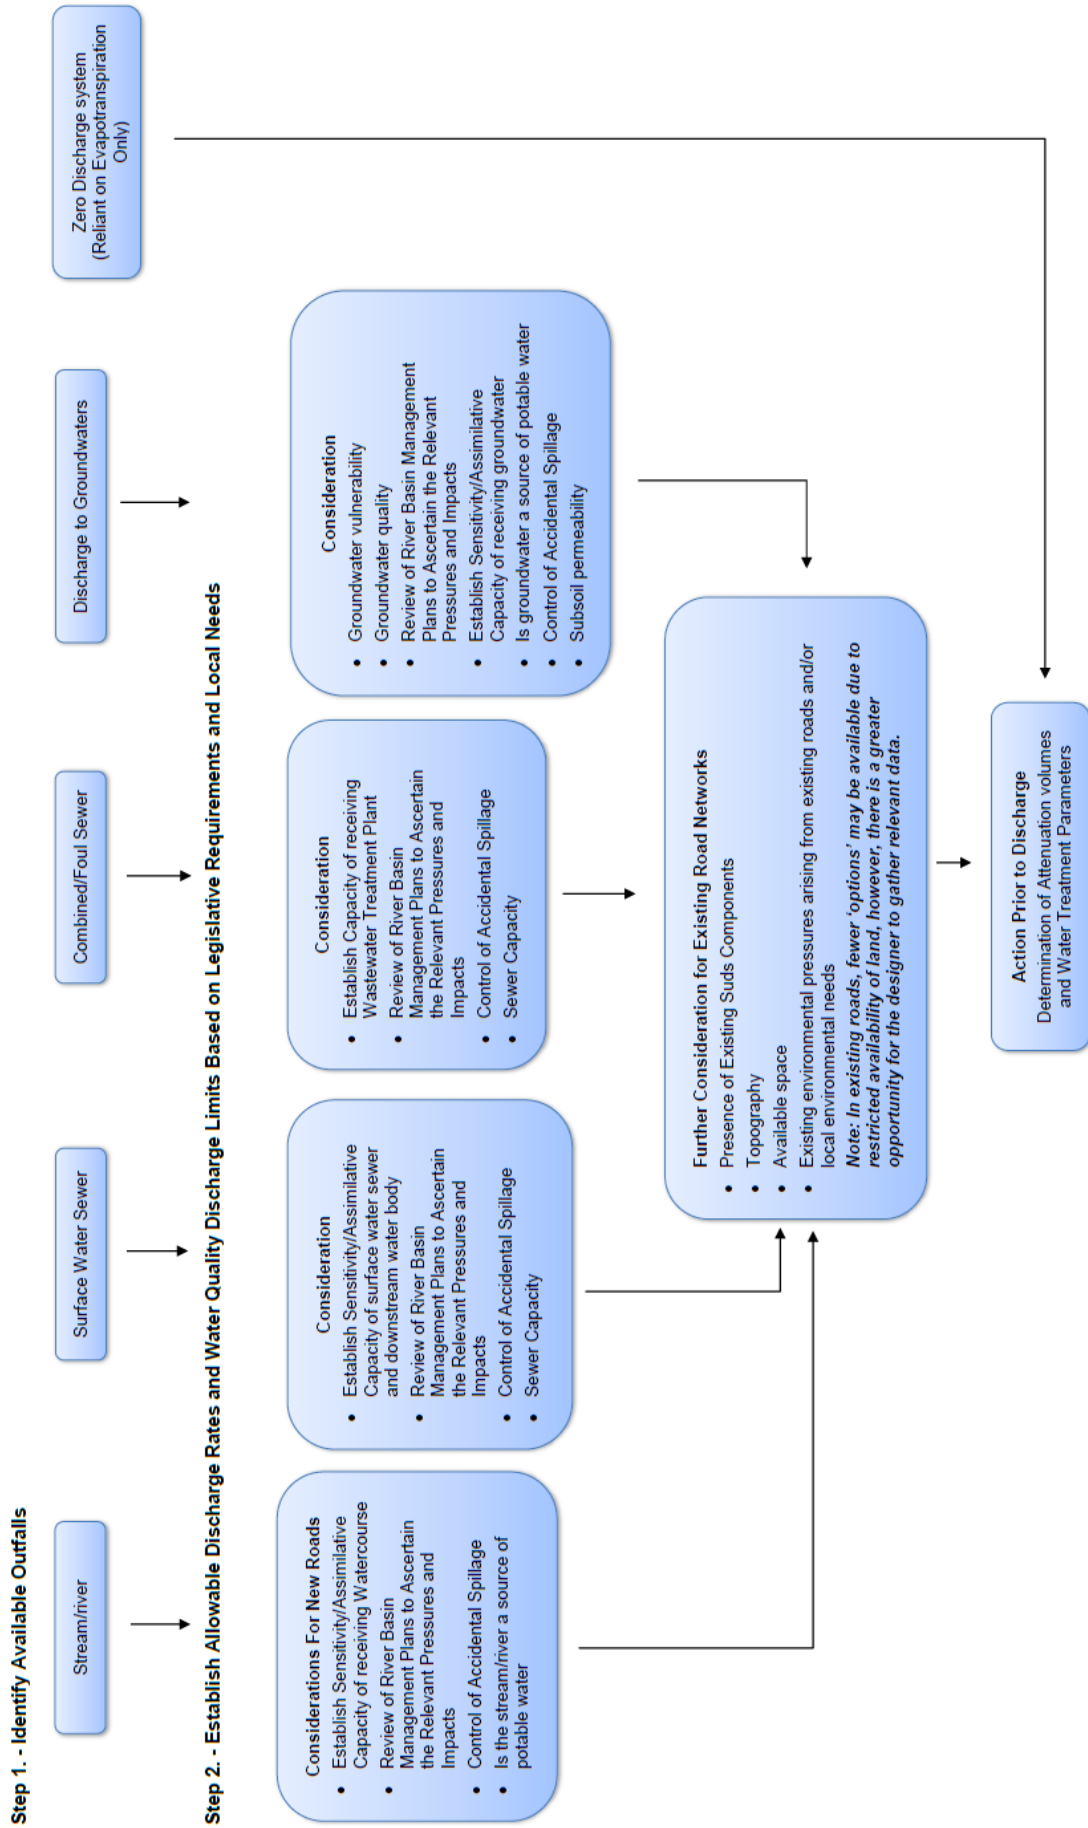 Step 1. - Identify Available Outfalls
Stream/river
Surface Water Sewer
Combined/Foul Sewer
Discharge to Groundwaters
Zero Discharge system
(Reliant on Evapotranspiration
Only)
Step 2. - Establish Allowable Discharge Rates and Water Quality Discharge Limits Based on Legislative Requirements and Local Needs
Considerations For New Roads
• Establish Sensitivity/Assimilative
Capacity of receiving Watercourse
• Review of River Basin
Management Plans to Ascertain
the Relevant Pressures and
Impacts
• Control of Accidental Spillage
• Is the stream/river a source of
potable water
Consideration
• Establish Sensitivity/Assimilative
Capacity of surface water sewer
and downstream water body
• Review of River Basin
Management Plans to Ascertain
the Relevant Pressures and
Impacts
• Control of Accidental Spillage
• Sewer Capacity
Consideration
• Establish Capacity of receiving
Wastewater Treatment Plant
• Review of River Basin
Management Plans to Ascertain
the Relevant Pressures and
Impacts
• Control of Accidental Spillage
• Sewer Capacity
Consideration
• Groundwater vulnerability
• Groundwater quality
• Review of River Basin Management
Plans to Ascertain the Relevant
Pressures and Impacts
• Establish Sensitivity/Assimilative
Capacity of receiving groundwater
• Is groundwater a source of potable water
• Control of Accidental Spillage
• Subsoil permeability
Further Consideration for Existing Road Networks
• Presence of Existing Suds Components
• Topography
• Available space
• Existing environmental pressures arising from existing roads and/or
local environmental needs
Note: In existing roads, fewer ‘options’ may be available due to
restricted availability of land, however, there is a greater
opportunity for the designer to gather relevant data.
Action Prior to Discharge
Determination of Attenuation volumes
and Water Treatment Parameters